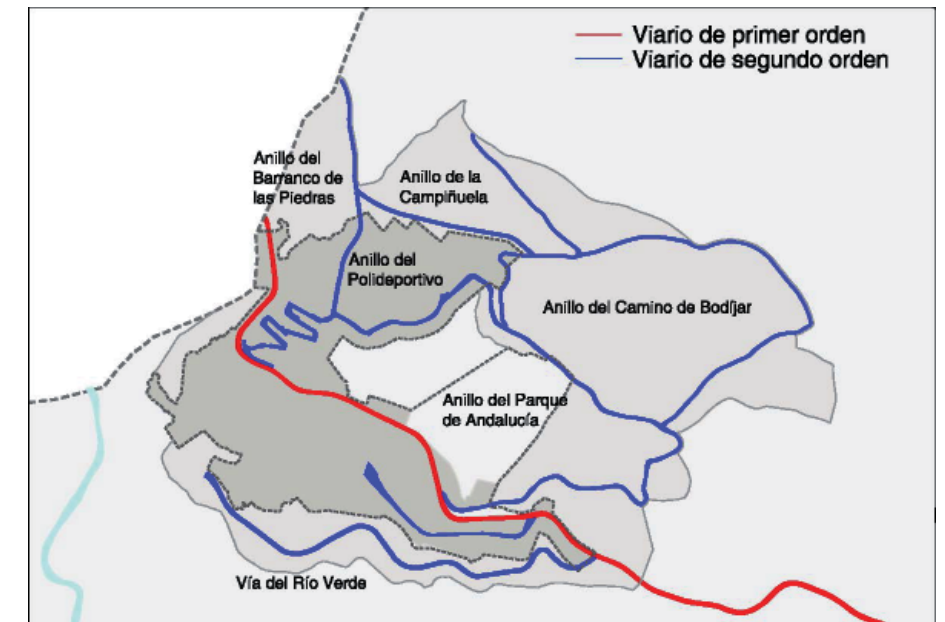 Viario de primer orden
Viario de segundo orden
Anillo del
Barranco de
las Piedras
Anillo de la
Campiñuela
Anillo del
Polideportivo
Anillo del Camino de Bodíjar
Anillo del Parque
de Andalucía
Vía del Río Verde